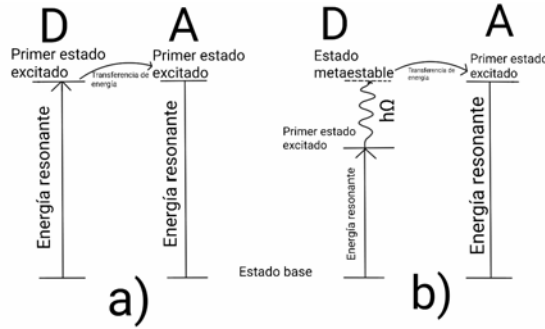 D
A
Primer estado
excitado
Primer estado
excitado
Transferencia de
energía
Energía resonante
Energía resonante
a)
D
A
Estado
metaestable
Primer estado
excitado
Transferencia de
energía
hΩ
Primer estado
excitado
Energía resonante
Energía resonante
Estado base
b)